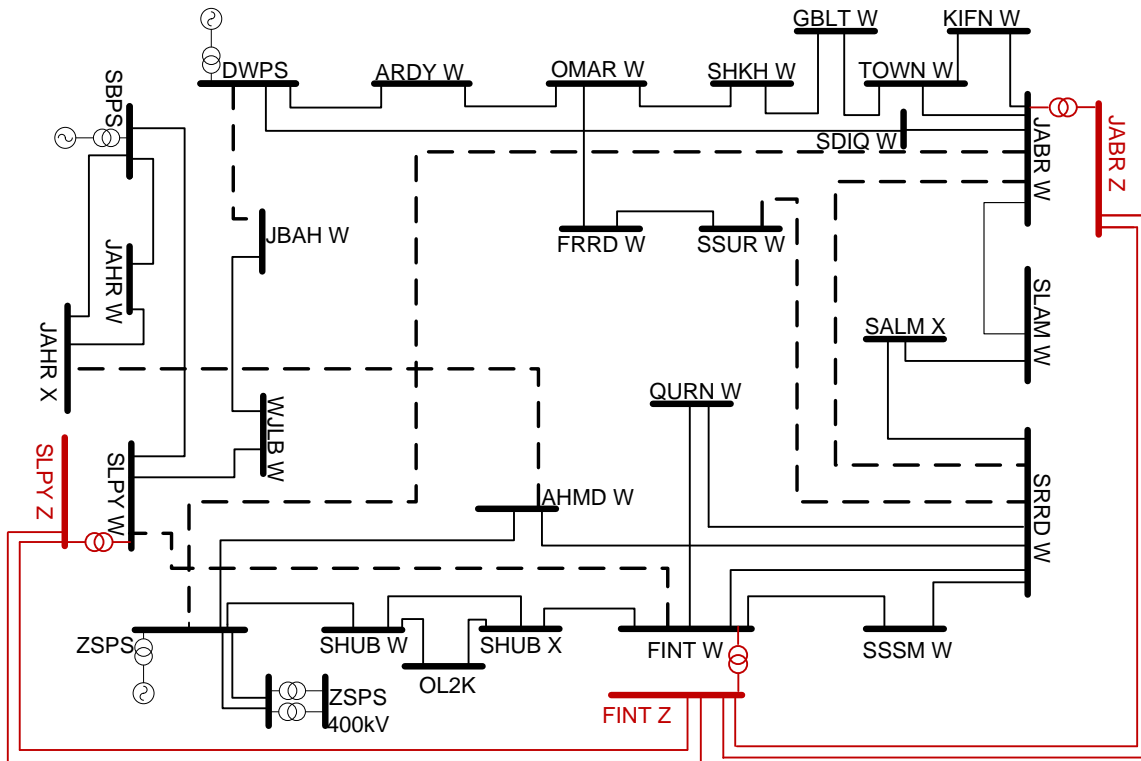 GBLT W
KIFN W
DWPS
ARDY W
OMAR W
SHKH W
TOWN W
SBPS
SDIQ W
JABR W
JABR Z
JBAH W
FRRD W
SSUR W
JAHR W
JAHR X
SLAM W
SALM X
QURN W
WJLB W
SLPY Z
SLPY W
AHMD W
SRRD W
ZSPS
SHUB W
SHUB X
FINT W
SSSM W
OL2K
ZSPS
400kV
FINT Z